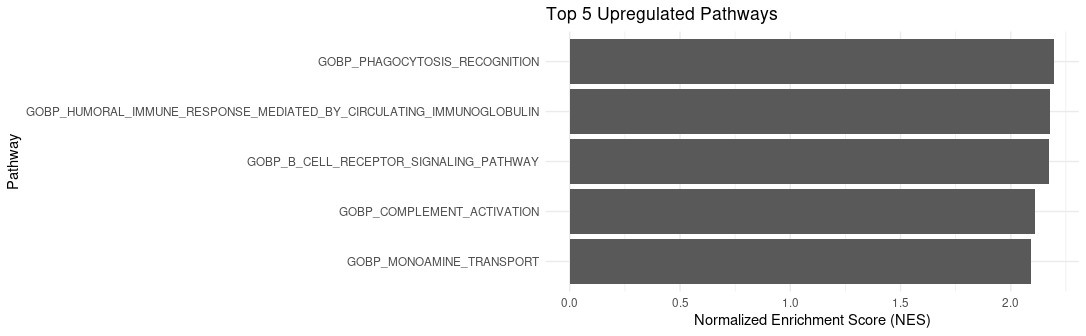 Top 5 Upregulated Pathways
Pathway
GOBP_PHAGOCYTOSIS_RECOGNITION
GOBP_HUMORAL_IMMUNE_RESPONSE_MEDIATED_BY_CIRCULATING_IMMUNOGLOBULIN
GOBP_B_CELL_RECEPTOR_SIGNALING_PATHWAY
GOBP_COMPLEMENT_ACTIVATION
GOBP_MONOAMINE_TRANSPORT
0.0 0.5 1.0 1.5 2.0
Normalized Enrichment Score (NES)